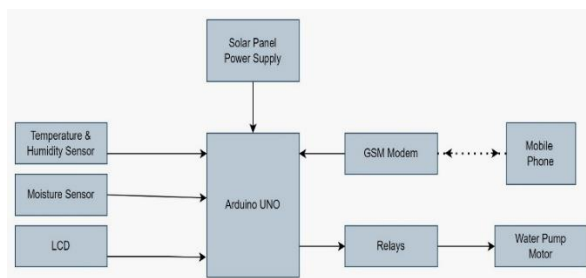 Solar Panel
Power Supply
Temperature &
Humidity Sensor
Moisture Sensor
LCD
Arduino UNO
GSM Modem
Mobile
Phone
Relays
Water Pump
Motor